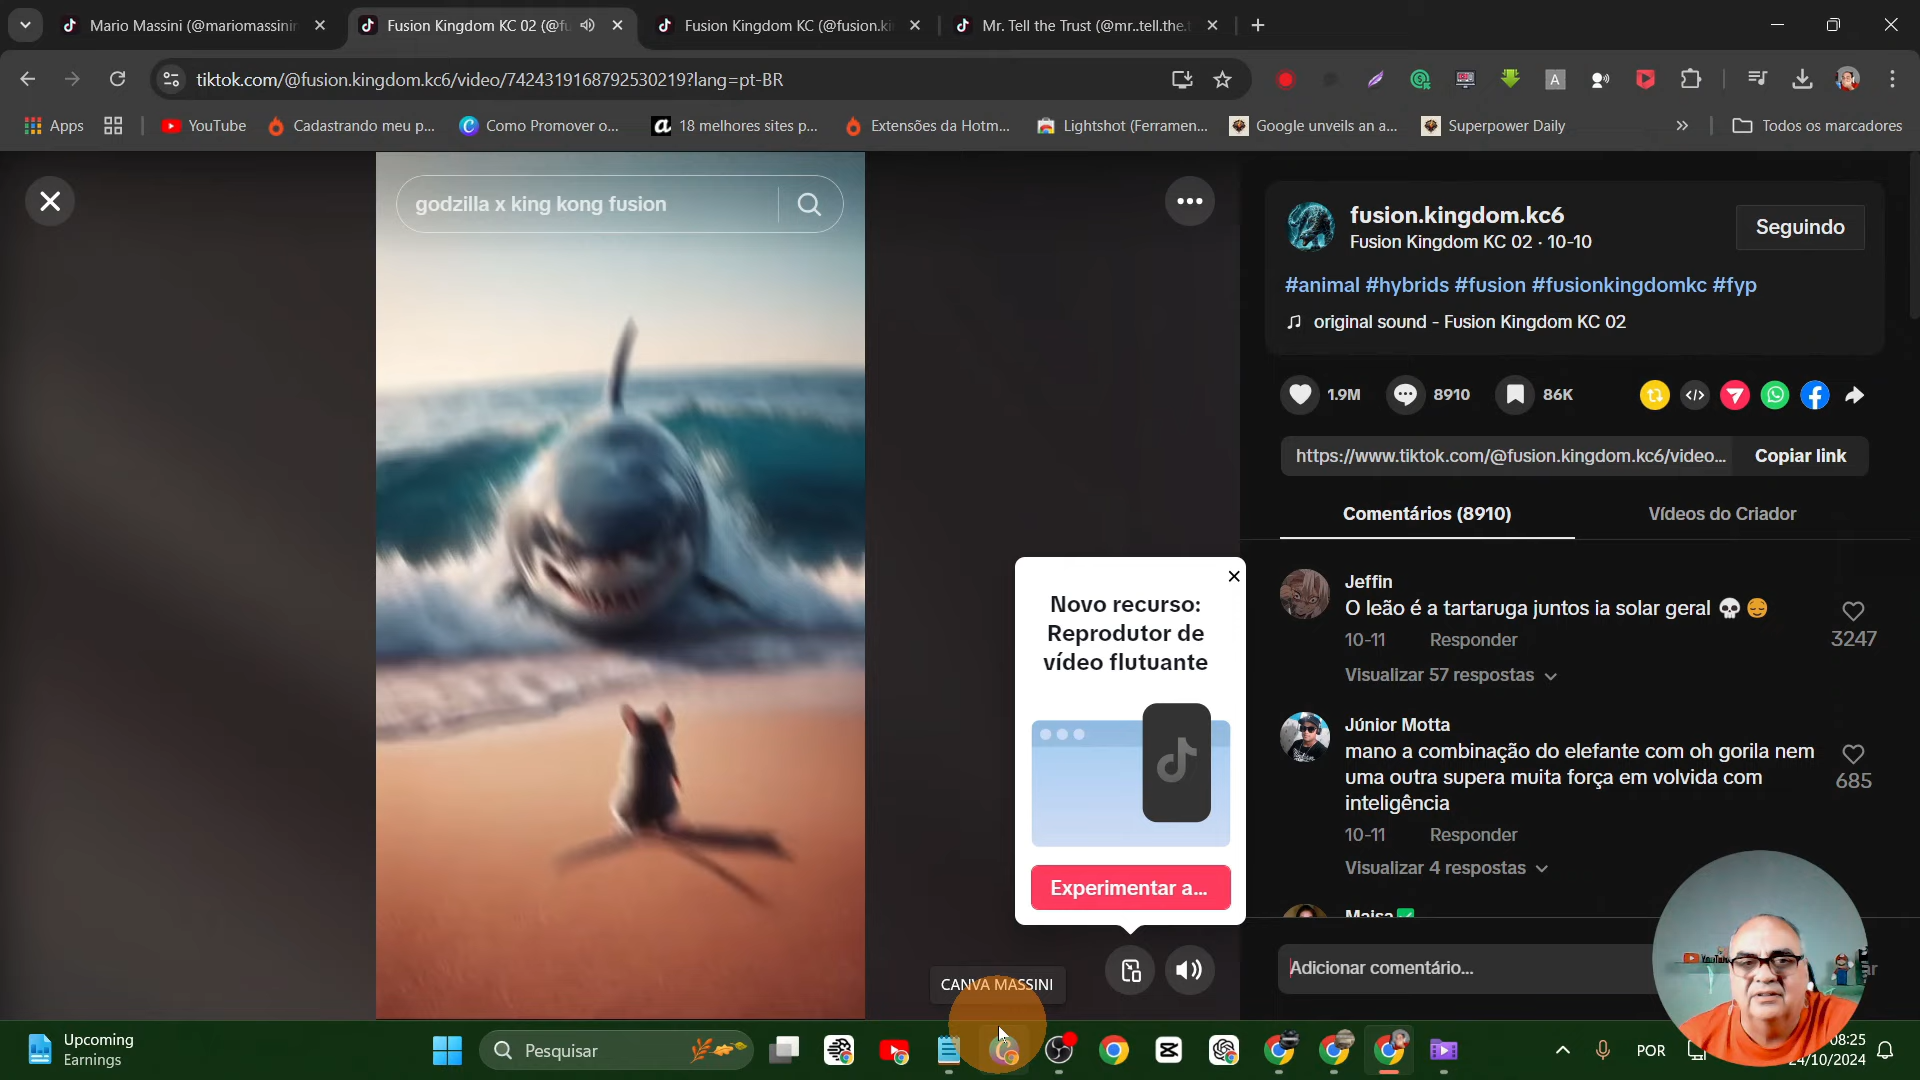 Mario Massini (@mariomassinir
Fusion Kingdom KC 02 (@fu
Fusion Kingdom KC (@fusion.ki
Mr. Tell the Trust (@mr..tell.the.t
tiktok.com/@fusion.kingdom.kc6/video/7424319168792530219?lang=pt-BR
A
Apps
YouTube
Cadastrando meu p...
Como Promover o...
18 melhores sites p...
Extensões da Hotm...
Lightshot (Ferramen...
Google unveils an a...
Superpower Daily
Todos os marcadores
godzilla x king kong fusion
fusion.kingdom.kc6
Fusion Kingdom KC 02 · 10-10
Seguindo
#animal #hybrids #fusion #fusionkingdomkc #fyp
original sound - Fusion Kingdom KC 02
1.9M
8910
86K
https://www.tiktok.com/@fusion.kingdom.kc6/video...
Copiar link
Comentários (8910)
Vídeos do Criador
Novo recurso:
Reprodutor de
vídeo flutuante
Experimentar a...
Jeffin
O leão é a tartaruga juntos ia solar geral 💀😔
10-11 Responder
3247
Visualizar 57 respostas
Júnior Motta
mano a combinação do elefante com oh gorila nem
uma outra supera muita força em volvida com
inteligência
685
10-11 Responder
Visualizar 4 respostas
Maisa✅
Adicionar comentário...
CANVA MASSINI
YouTube
Upcoming
Earnings
Pesquisar
POR
08:25
24/10/2024